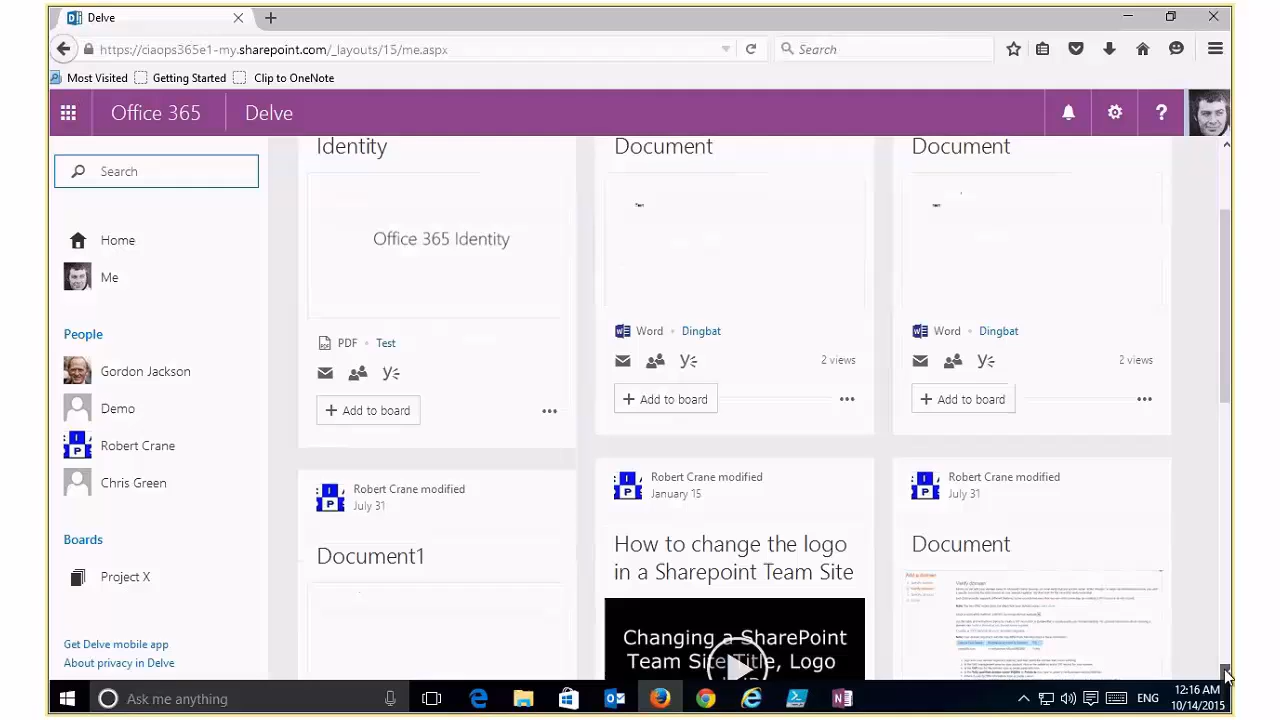 Delve
https://ciaops365e1-my.sharepoint.com/_layouts/15/me.aspx
Search
Most Visited
Getting Started
Clip to OneNote
Office 365
Delve
Search
Home
Me
People
Gordon Jackson
Demo
Robert Crane
Chris Green
Boards
Project X
Get Delve mobile app
About privacy in Delve
Identity
Office 365 Identity
PDF • Test
Add to board
Document
Word • Dingbat
2 views
Add to board
Document
Word • Dingbat
2 views
Add to board
Robert Crane modified
July 31
Document1
Robert Crane modified
January 15
How to change the logo
in a Sharepoint Team Site
Changing a SharePoint
Team Site Title, Logo
Robert Crane modified
July 31
Document
Ask me anything
ENG
12:16 AM
10/14/2015